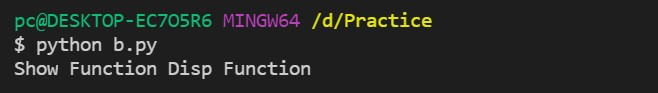 pc@DESKTOP-EC7O5R6 MINGW64 /d/Practice
$ python b.py
Show Function Disp Function